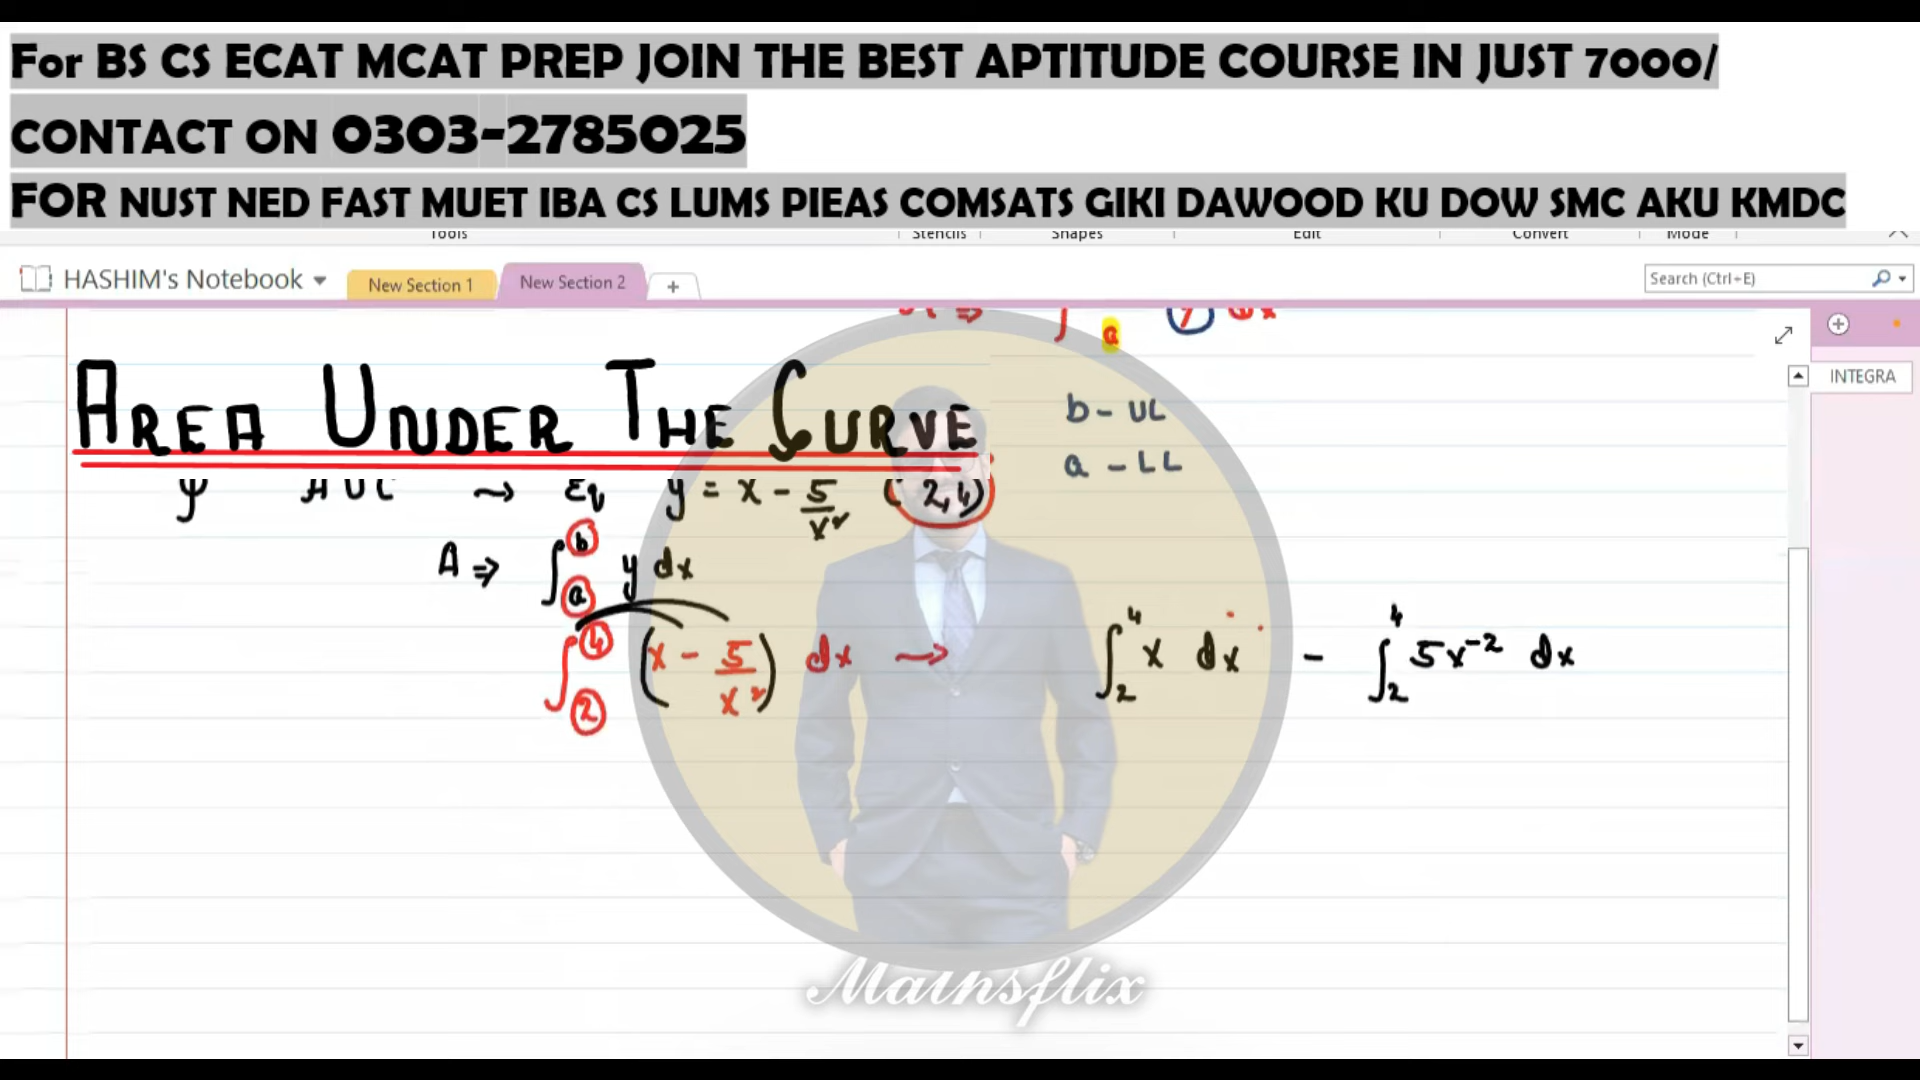 For BS CS ECAT MCAT PREP JOIN THE BEST APTITUDE COURSE IN JUST 7000/
CONTACT ON 0303-2785025
FOR NUST NED FAST MUET IBA CS LUMS PIEAS COMSATS GIKI DAWOOD KU DOW SMC AKU KMDC
Tools Stencils Shapes Edit Convert Mode
HASHIM's Notebook New Section 1 New Section 2 + Search (Ctrl+E)
INTEGRA
∫ a y dx
AREA UNDER THE CURVE
b - UL
a - LL
AUC → Eq y = x - 5/x² (2,4)
A ⇒ ∫ₐᵇ y dx
∫₂⁴ (x - 5/x²) dx → ∫₂⁴ x dx - ∫₂⁴ 5x⁻² dx
Mainsflix